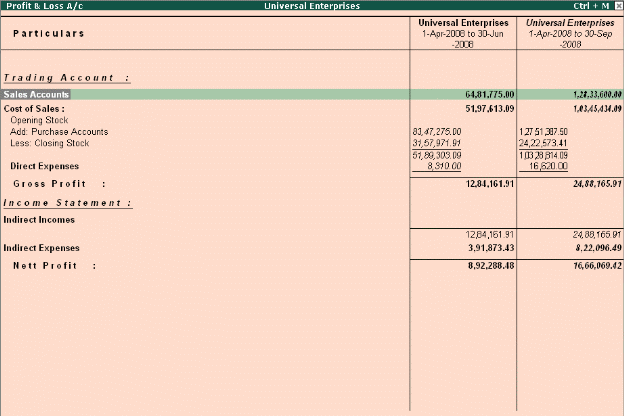 Profit & Loss A/c Universal Enterprises Ctrl + M
Particulars
Universal Enterprises Universal Enterprises
1-Apr-2008 to 30-Jun 1-Apr-2008 to 30-Sep
-2008 -2008
Trading Account :
Sales Accounts 64,81,775.00 1,28,33,600.00
Cost of Sales : 51,97,613.09 1,03,45,434.09
Opening Stock
Add: Purchase Accounts 83,47,275.00 1,27,51,387.50
Less: Closing Stock 31,57,971.91 24,22,573.41
51,89,303.09 1,03,28,814.09
Direct Expenses 8,310.00 16,620.00
Gross Profit : 12,84,161.91 24,88,165.91
Income Statement :
Indirect Incomes
12,84,161.91 24,88,165.91
Indirect Expenses 3,91,873.43 8,22,096.49
Nett Profit : 8,92,288.48 16,66,069.42